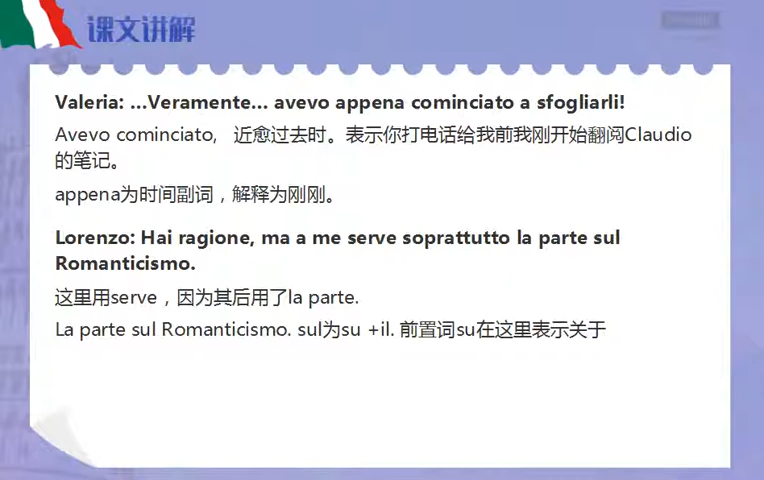 课文讲解
Valeria: ...Veramente... avevo appena cominciato a sfogliarli!
Avevo cominciato,  近愈过去时。表示你打电话给我前我刚开始翻阅Claudio
的笔记。
appena为时间副词，解释为刚刚。
Lorenzo: Hai ragione, ma a me serve soprattutto la parte sul
Romanticismo.
这里用serve，因为其后用了la parte.
La parte sul Romanticismo. sul为su +il. 前置词su在这里表示关于